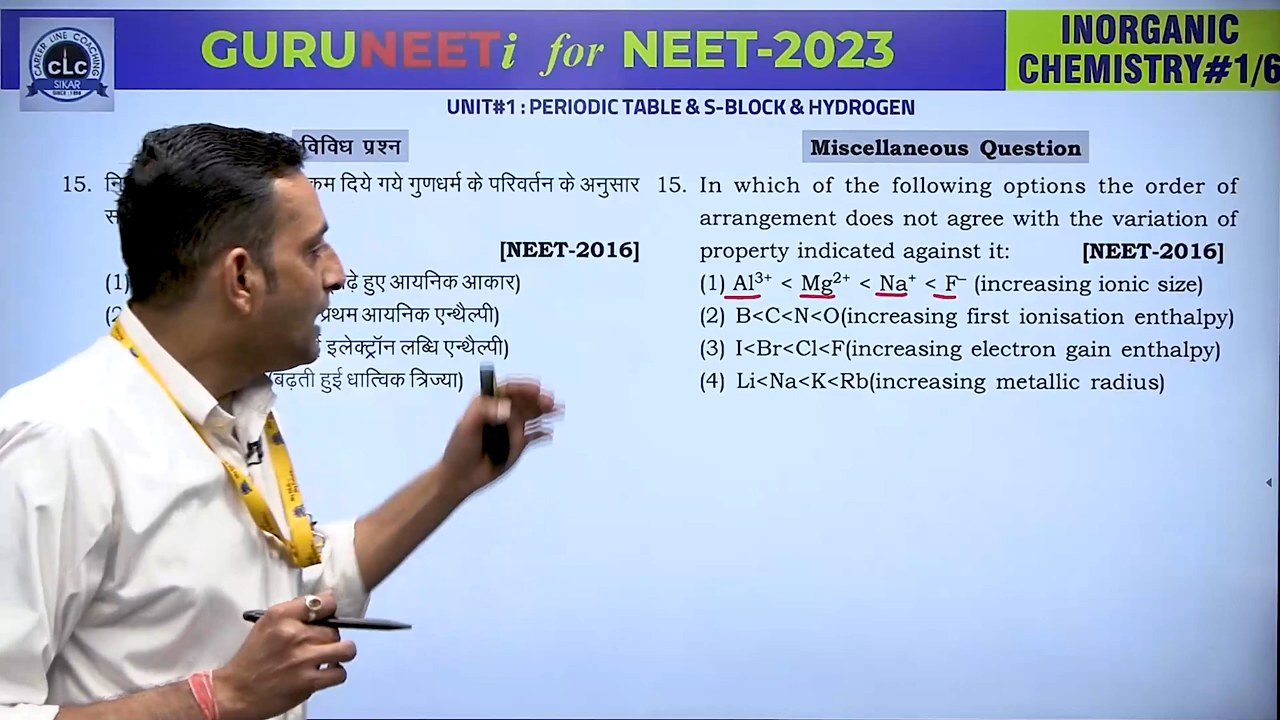 CAREER LINE COACHING
CLC
SIKAR
SINCE : 1996
GURUNEETi for NEET-2023
INORGANIC
CHEMISTRY#1/6
UNIT#1 : PERIODIC TABLE & S-BLOCK & HYDROGEN
विविध प्रश्न
15.
दिये गये गुणधर्म के परिवर्तन के अनुसार
[NEET-2016]
(1) हुए आयनिक आकार)
प्रथम आयनिक एन्थैल्पी)
इलेक्ट्रॉन लब्धि एन्थैल्पी)
(बढ़ती हुई धात्विक त्रिज्या)
Miscellaneous Question
15. In which of the following options the order of
arrangement does not agree with the variation of
property indicated against it: [NEET-2016]
(1) Al³⁺ < Mg²⁺ < Na⁺ < F⁻ (increasing ionic size)
(2) B<C<N<O(increasing first ionisation enthalpy)
(3) I<Br<Cl<F(increasing electron gain enthalpy)
(4) Li<Na<K<Rb(increasing metallic radius)